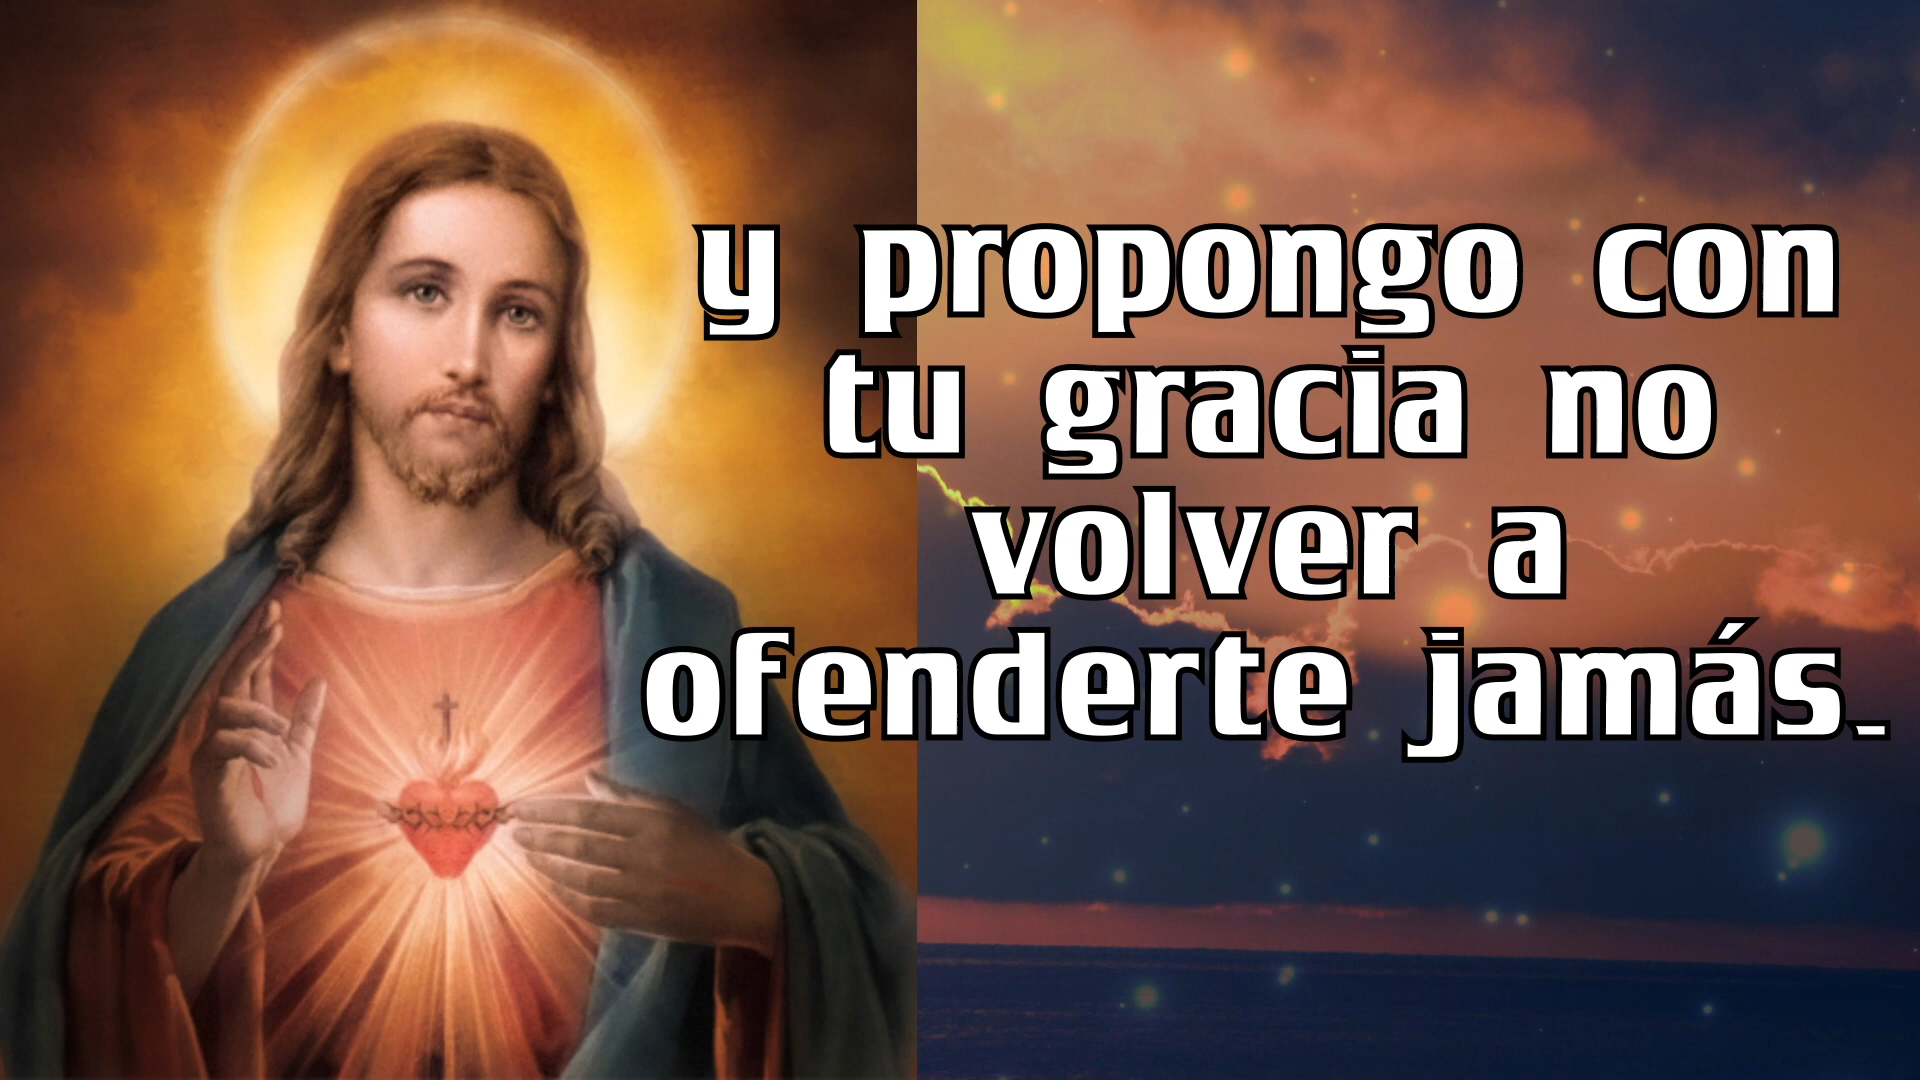 y propongo con
tu gracia no
volver a
ofenderte jamás.